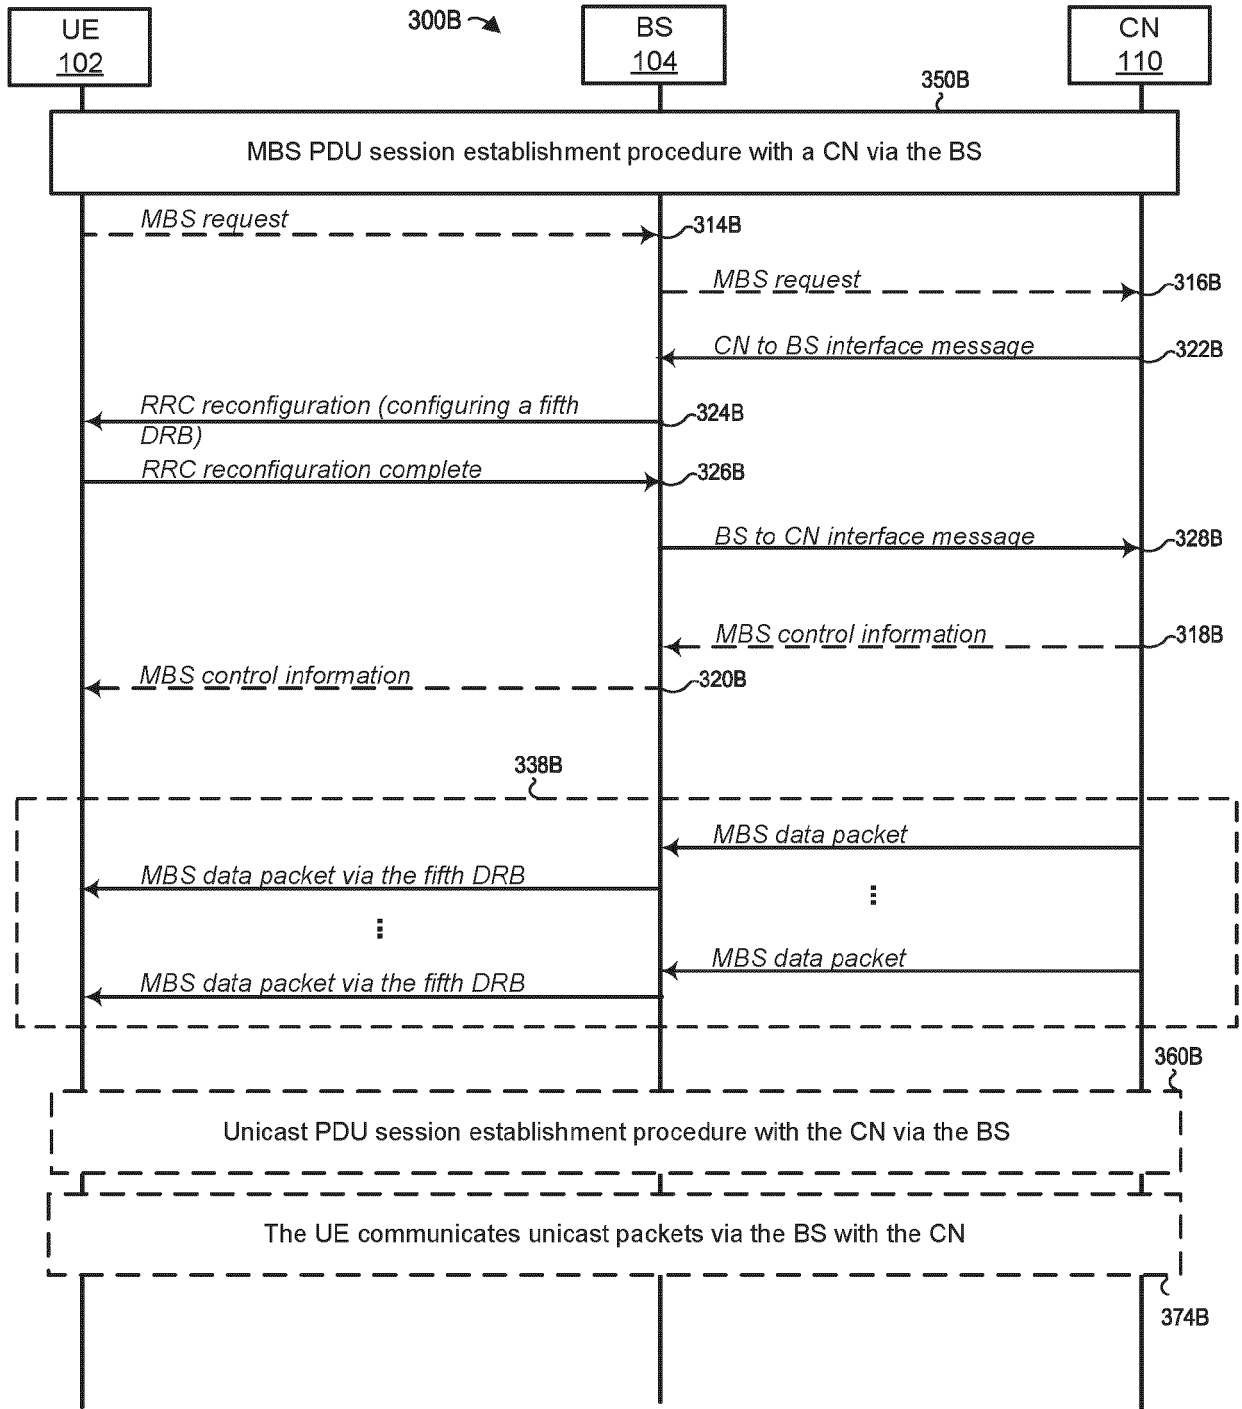 300B
UE
102
BS
104
CN
110
350B
MBS PDU session establishment procedure with a CN via the BS
MBS request
314B
MBS request
316B
CN to BS interface message
322B
RRC reconfiguration (configuring a fifth
DRB)
324B
RRC reconfiguration complete
326B
BS to CN interface message
328B
MBS control information
318B
MBS control information
320B
338B
MBS data packet
MBS data packet via the fifth DRB
MBS data packet
MBS data packet via the fifth DRB
360B
Unicast PDU session establishment procedure with the CN via the BS
The UE communicates unicast packets via the BS with the CN
374B